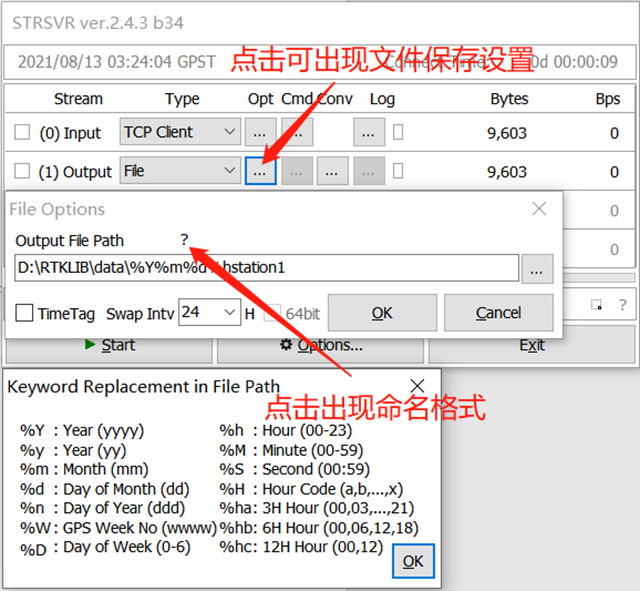 STRSVR ver.2.4.3 b34
2021/08/13 03:24:04 GPST Connect Time: 0d 00:00:09
点击可出现文件保存设置
Stream Type Opt Cmd Conv Log Bytes Bps
(0) Input TCP Client ... ... ... 9,603 0
(1) Output File ... ... ... ... 9,603 0
0
0
File Options
Output File Path ?
D:\RTKLIB\data\%Y%m%d%hstation1 ...
TimeTag Swap Intv 24 H 64bit OK Cancel
?
Start Options... Exit
Keyword Replacement in File Path
点击出现命名格式
%Y : Year (yyyy) %h : Hour (00-23)
%y : Year (yy) %M : Minute (00-59)
%m : Month (mm) %S : Second (00:59)
%d : Day of Month (dd) %H : Hour Code (a,b,...,x)
%n : Day of Year (ddd) %ha: 3H Hour (00,03,...,21)
%W : GPS Week No (wwww) %hb: 6H Hour (00,06,12,18)
%D : Day of Week (0-6) %hc: 12H Hour (00,12)
OK